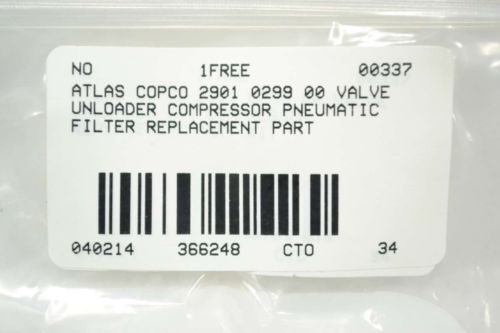 NO 1FREE 00337
ATLAS COPCO 2901 0299 00 VALVE
UNLOADER COMPRESSOR PNEUMATIC
FILTER REPLACEMENT PART
040214 366248 CTO 34